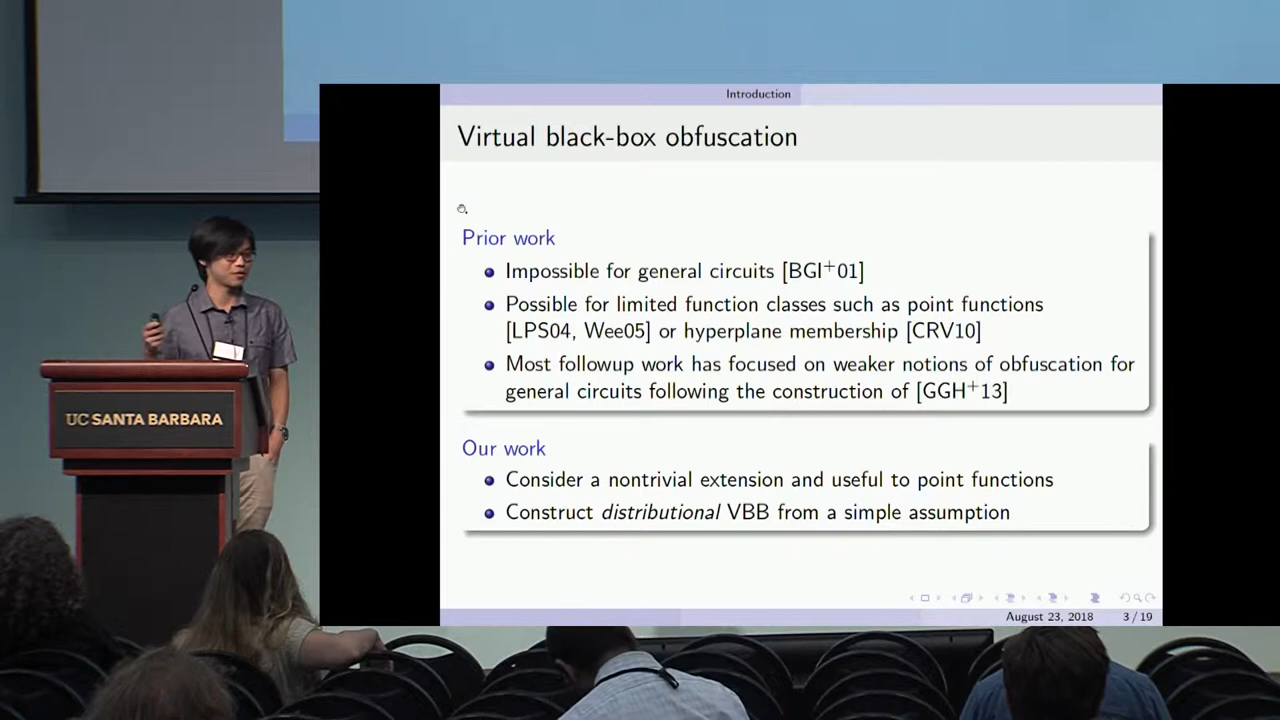 Introduction
Virtual black-box obfuscation
Prior work
Impossible for general circuits [BGI⁺01]
Possible for limited function classes such as point functions
[LPS04, Wee05] or hyperplane membership [CRV10]
Most followup work has focused on weaker notions of obfuscation for
general circuits following the construction of [GGH⁺13]
Our work
Consider a nontrivial extension and useful to point functions
Construct distributional VBB from a simple assumption
August 23, 2018 3 / 19
UC SANTA BARBARA